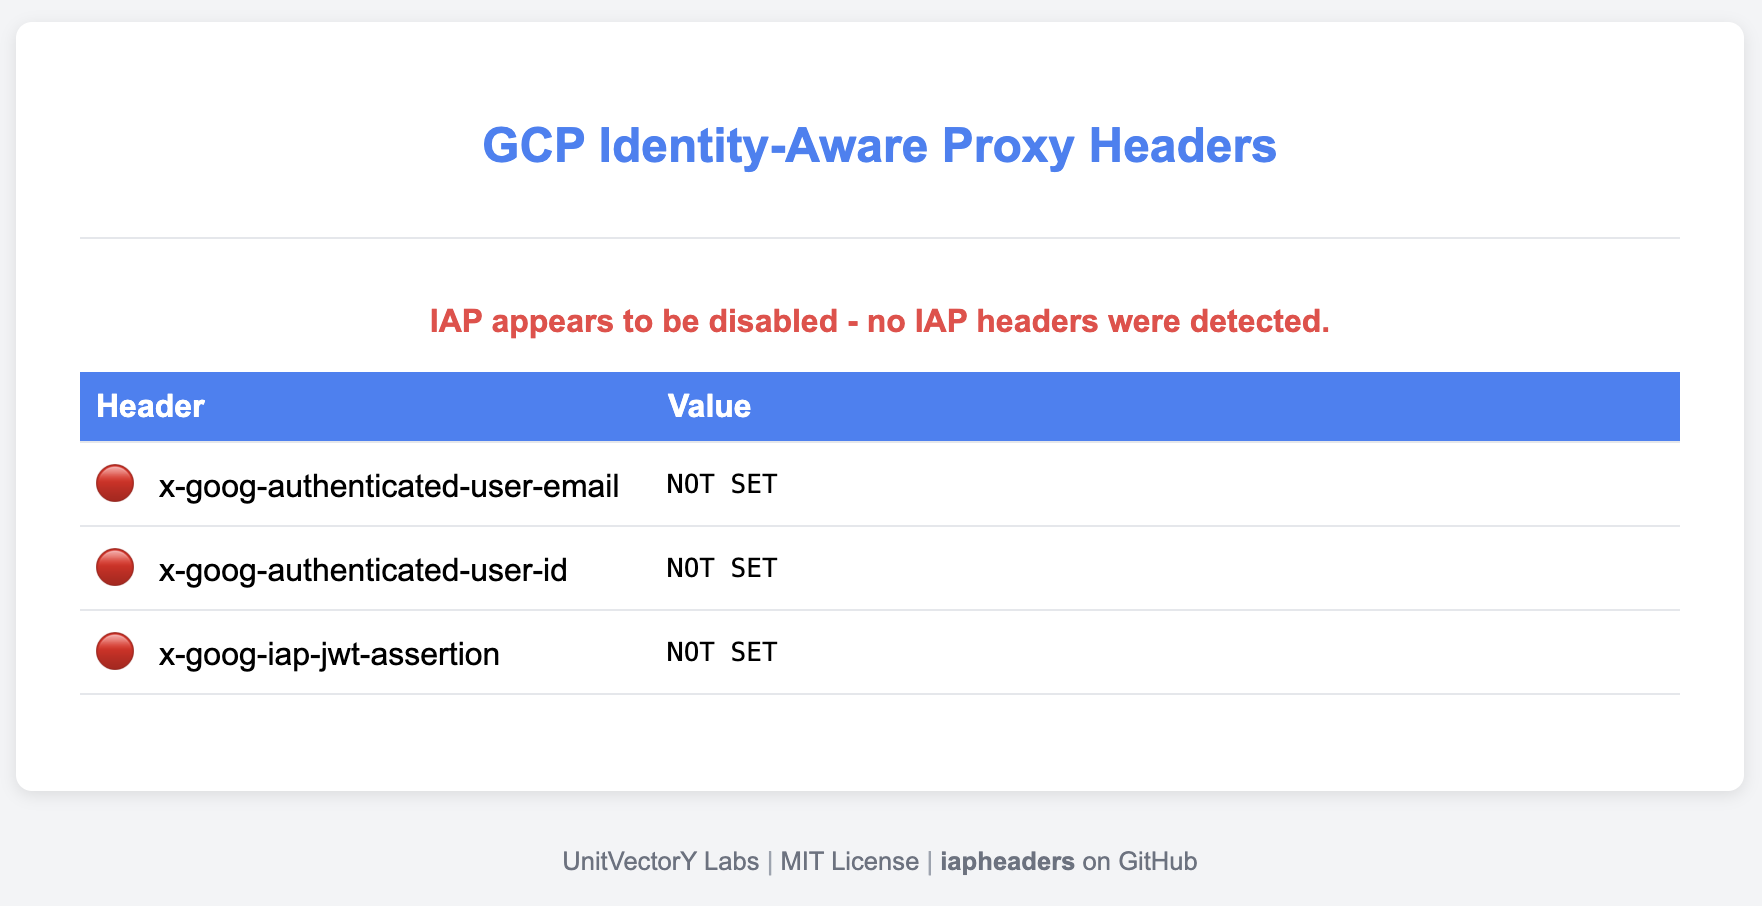 GCP Identity-Aware Proxy Headers
IAP appears to be disabled - no IAP headers were detected.
Header Value
x-goog-authenticated-user-email NOT SET
x-goog-authenticated-user-id NOT SET
x-goog-iap-jwt-assertion NOT SET
UnitVectorY Labs | MIT License | iapheaders on GitHub